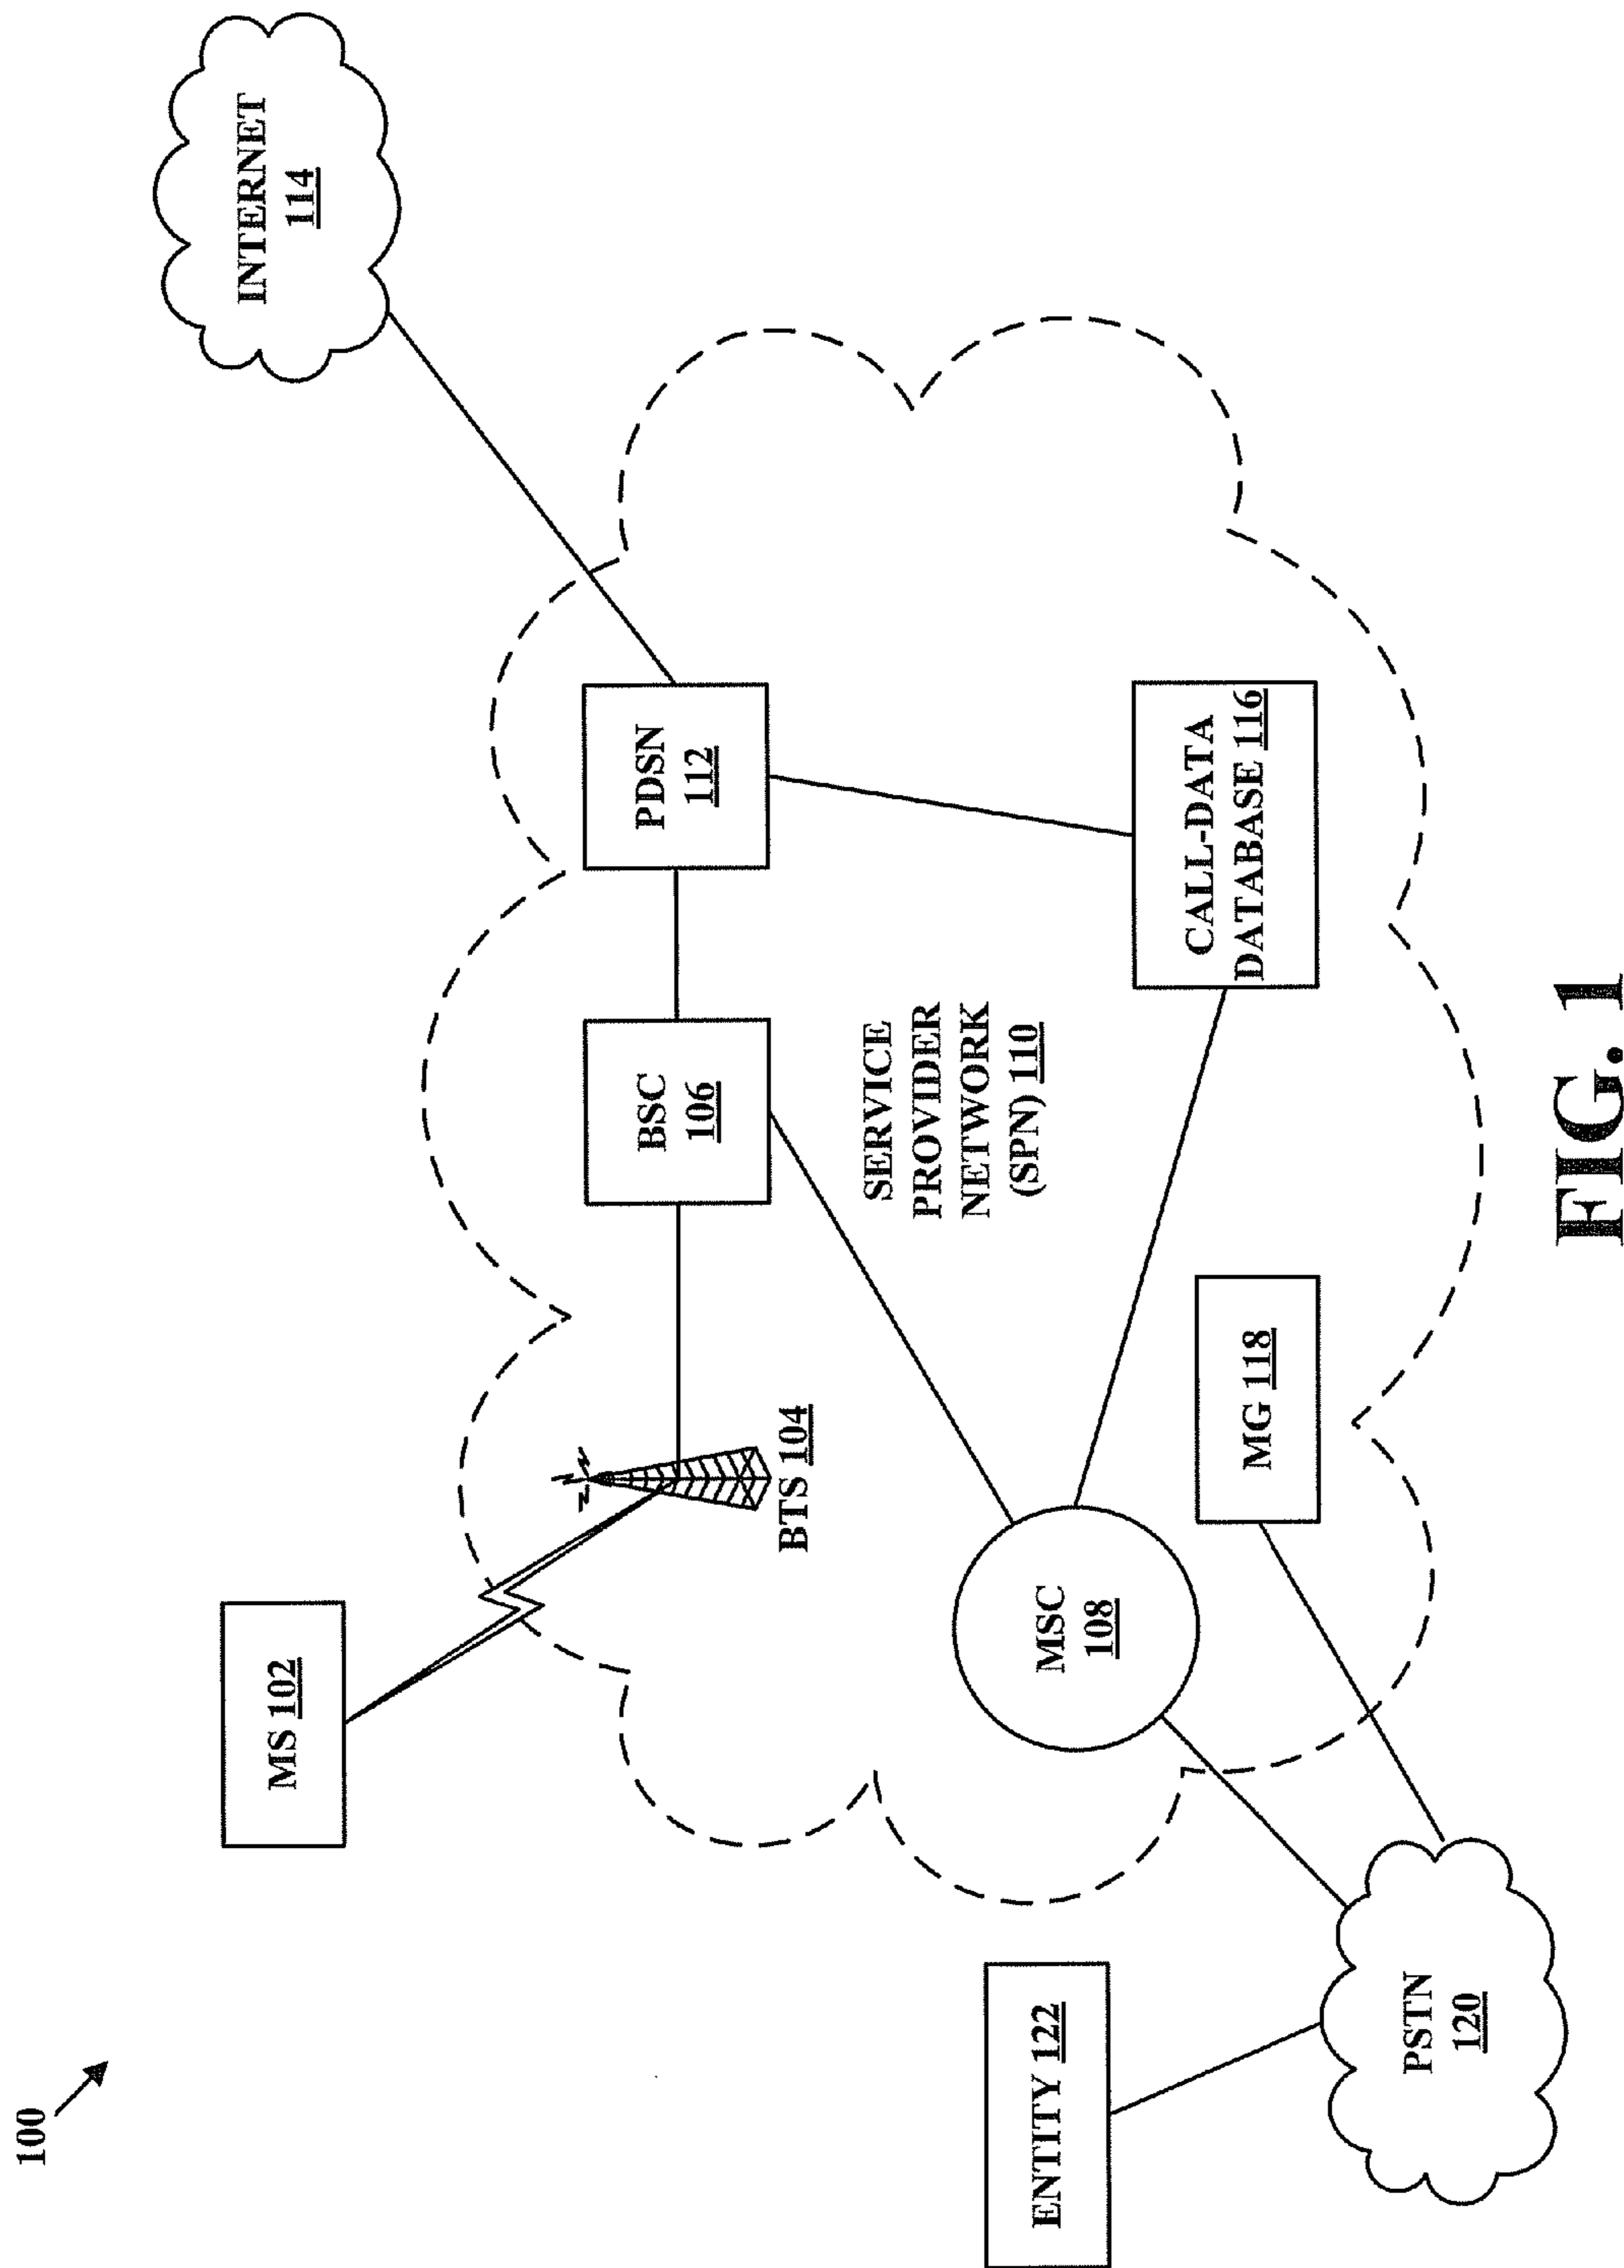 100
MS 102
INTERNET
114
BTS 104
BSC
106
PDSN
112
SERVICE
PROVIDER
NETWORK
(SPN) 110
ENTITY 122
MSC
108
CALL-DATA
DATABASE 116
MG 118
PSTN
120
FIG. 1